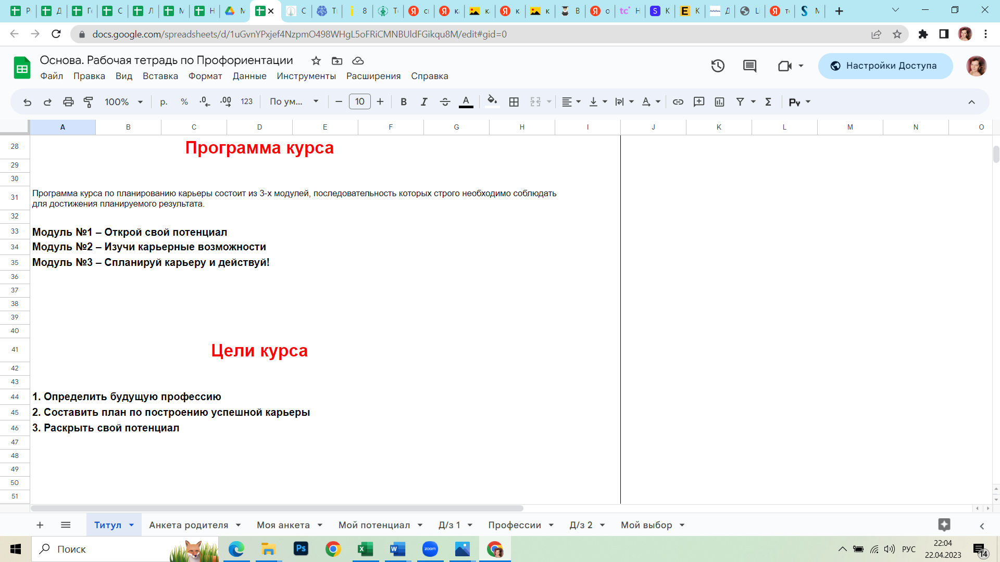 docs.google.com/spreadsheets/d/1uGvnYPxjef4NzpmO498WHgL5oFRiCMNBUldFGikqu8M/edit#gid=0
Основа. Рабочая тетрадь по Профориентации
Файл Правка Вид Вставка Формат Данные Инструменты Расширения Справка
Настройки Доступа
100% р. % .0 .00 123 По ум... 10
A B C D E F G H I J K L M N O
28 Программа курса
29
30
31 Программа курса по планированию карьеры состоит из 3-х модулей, последовательность которых строго необходимо соблюдать
для достижения планируемого результата.
32
33 Модуль №1 – Открой свой потенциал
34 Модуль №2 – Изучи карьерные возможности
35 Модуль №3 – Спланируй карьеру и действуй!
36
37
38
39
40
41 Цели курса
42
43
44 1. Определить будущую профессию
45 2. Составить план по построению успешной карьеры
46 3. Раскрыть свой потенциал
47
48
49
50
51
Титул Анкета родителя Моя анкета Мой потенциал Д/з 1 Профессии Д/з 2 Мой выбор
Поиск
Ps
zoom
РУС
22:04
22.04.2023
14